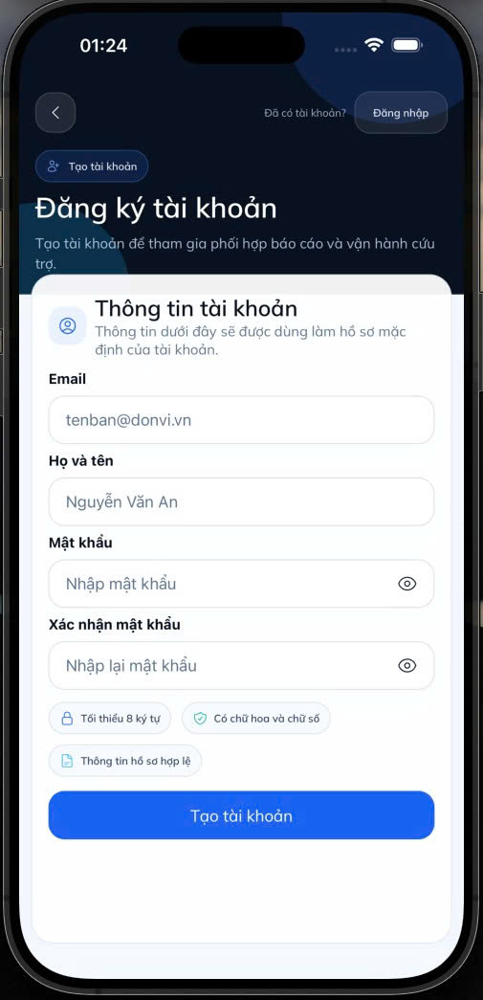 01:24
Đã có tài khoản?
Đăng nhập
Tạo tài khoản
Đăng ký tài khoản
Tạo tài khoản để tham gia phối hợp báo cáo và vận hành cứu
trợ.
Thông tin tài khoản
Thông tin dưới đây sẽ được dùng làm hồ sơ mặc
định của tài khoản.
Email
tenban@donvi.vn
Họ và tên
Nguyễn Văn An
Mật khẩu
Nhập mật khẩu
Xác nhận mật khẩu
Nhập lại mật khẩu
Tối thiểu 8 ký tự
Có chữ hoa và chữ số
Thông tin hồ sơ hợp lệ
Tạo tài khoản